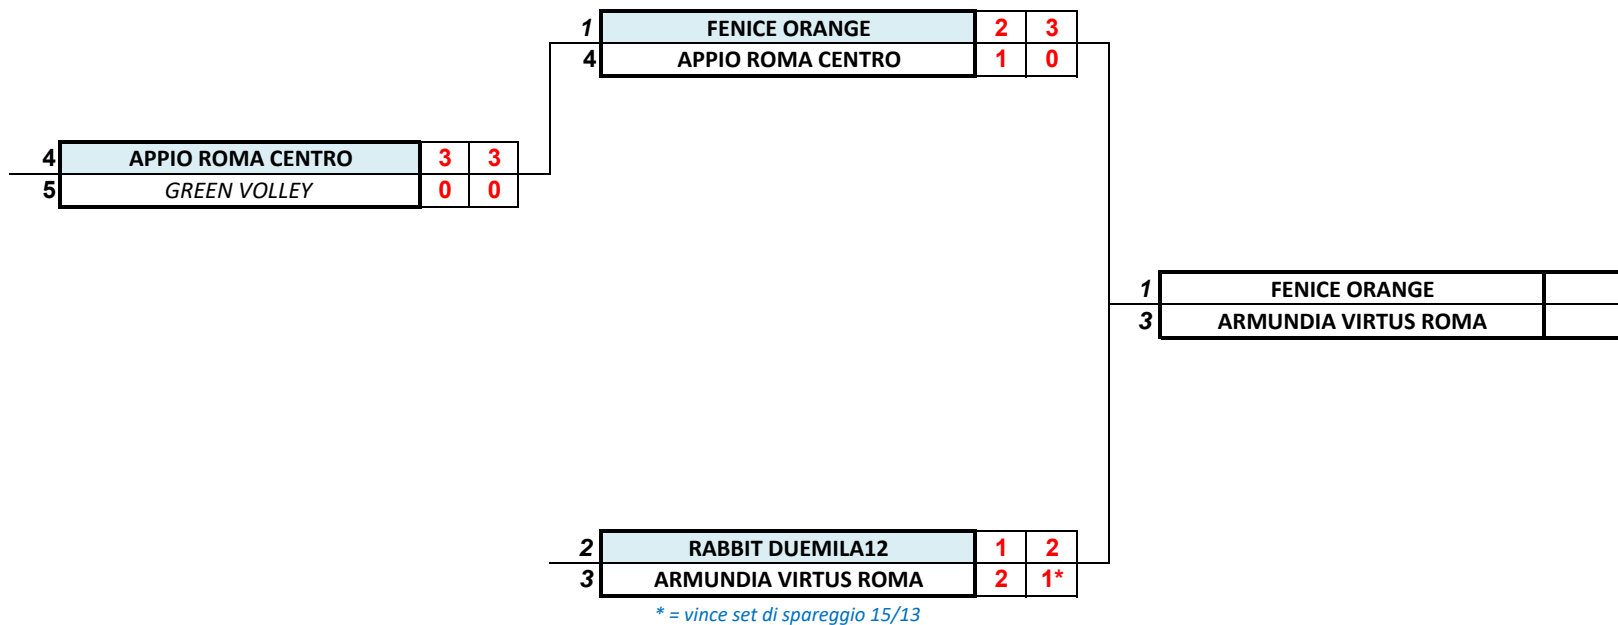 1 FENICE ORANGE 2 3
4 APPIO ROMA CENTRO 1 0
4 APPIO ROMA CENTRO 3 3
5 GREEN VOLLEY 0 0
1 FENICE ORANGE
3 ARMUNDIA VIRTUS ROMA
2 RABBIT DUEMILA12 1 2
3 ARMUNDIA VIRTUS ROMA 2 1*
* = vince set di spareggio 15/13